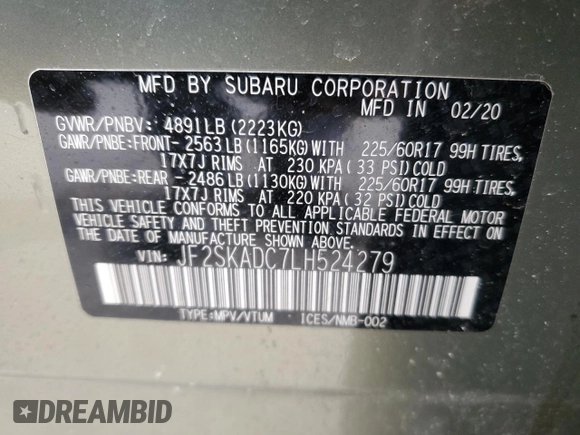 MFD BY SUBARU CORPORATION
MFD IN 02/20
GVWR/PNBV: 4891LB (2223KG)
GAWR/PNBE:FRONT- 2563LB (1165KG) WITH 225/60R17 99H TIRES,
17X7J RIMS AT 230 KPA (33 PSI) COLD
GAWR/PNBE:REAR - 2486LB (1130KG) WITH 225/60R17 99H TIRES,
17X7J RIMS AT 220 KPA (32 PSI) COLD
THIS VEHICLE CONFORMS TO ALL APPLICABLE FEDERAL MOTOR
VEHICLE SAFETY AND THEFT PREVENTION STANDARDS IN EFFECT ON
THE DATE OF MANUFACTURE SHOWN ABOVE.
VIN: JF2SKADC7LH524279
TYPE:MPV/VTUM ICES/NMB-002
DREAMBID